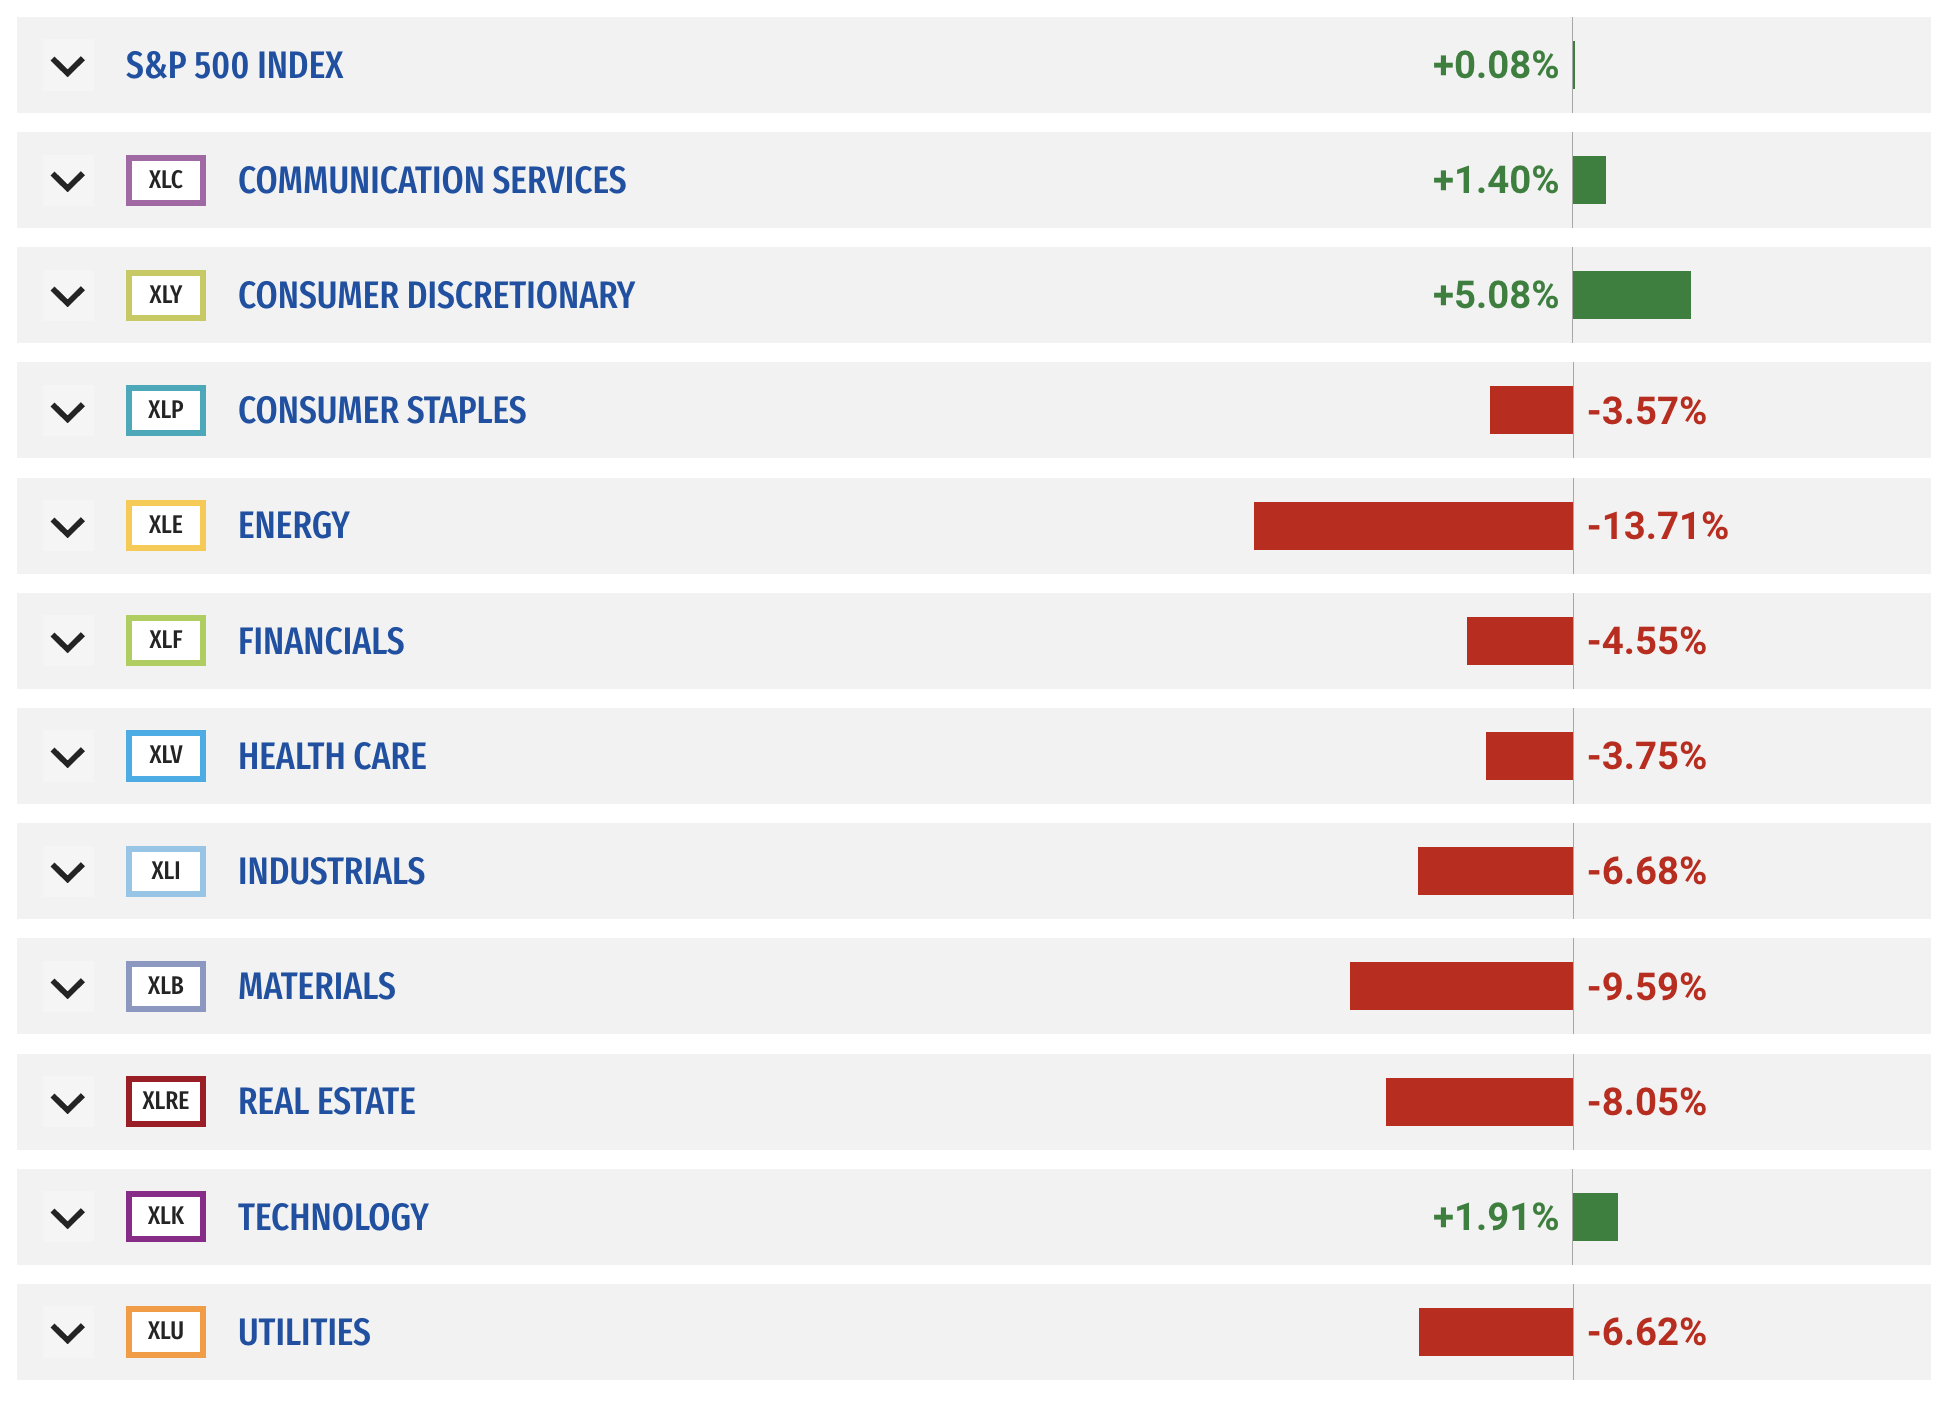 S&P 500 INDEX +0.08%
XLC COMMUNICATION SERVICES +1.40%
XLY CONSUMER DISCRETIONARY +5.08%
XLP CONSUMER STAPLES -3.57%
XLE ENERGY -13.71%
XLF FINANCIALS -4.55%
XLV HEALTH CARE -3.75%
XLI INDUSTRIALS -6.68%
XLB MATERIALS -9.59%
XLRE REAL ESTATE -8.05%
XLK TECHNOLOGY +1.91%
XLU UTILITIES -6.62%